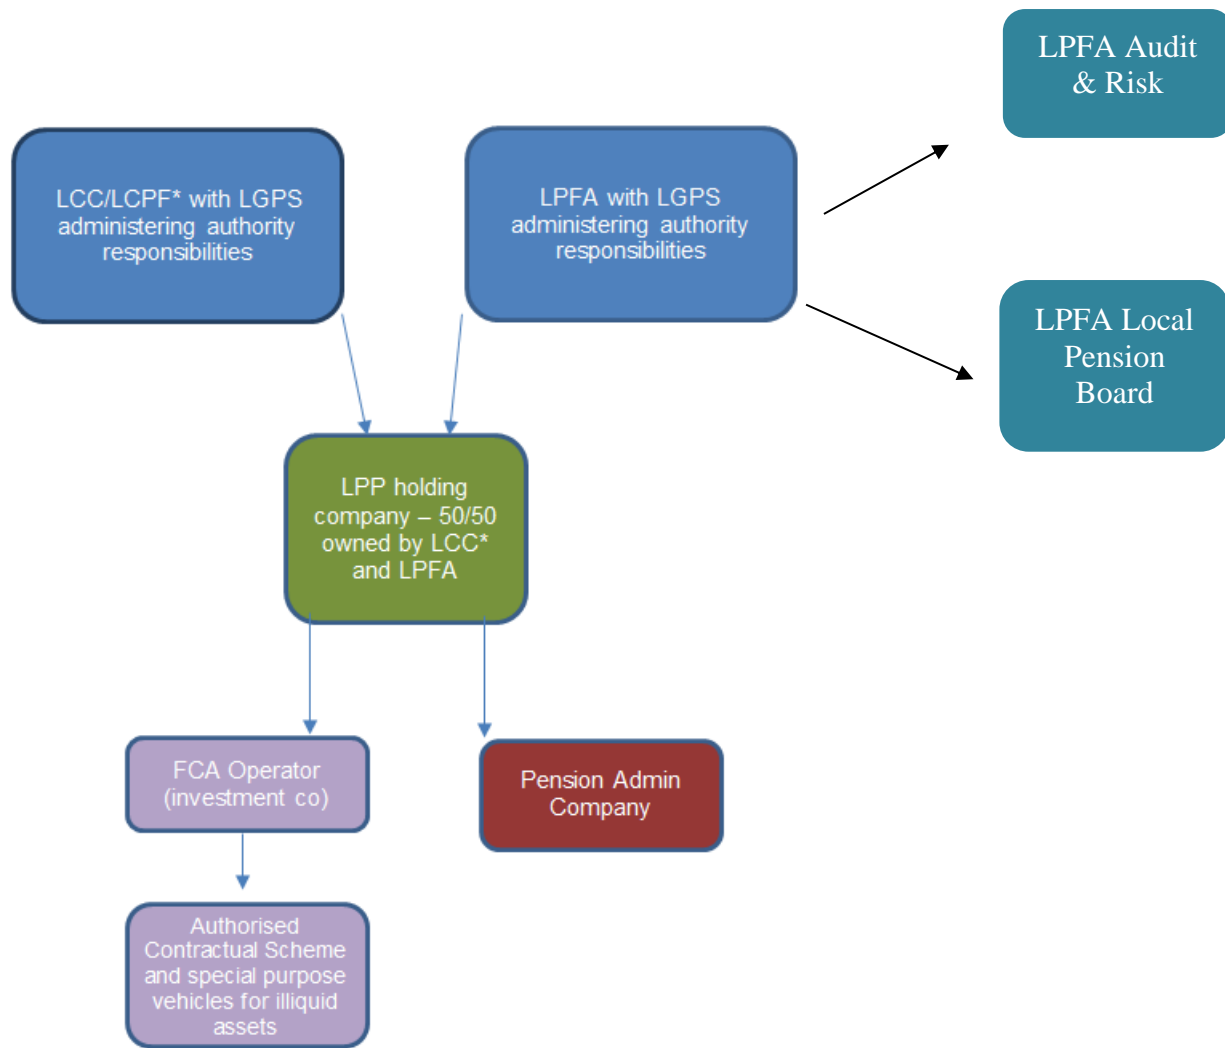 LPFA Audit
& Risk
LCC/LCPF* with LGPS
administering authority
responsibilities
LPFA with LGPS
administering authority
responsibilities
LPFA Local
Pension
Board
LPP holding
company – 50/50
owned by LCC*
and LPFA
FCA Operator
(investment co)
Pension Admin
Company
Authorised
Contractual Scheme
and special purpose
vehicles for illiquid
assets